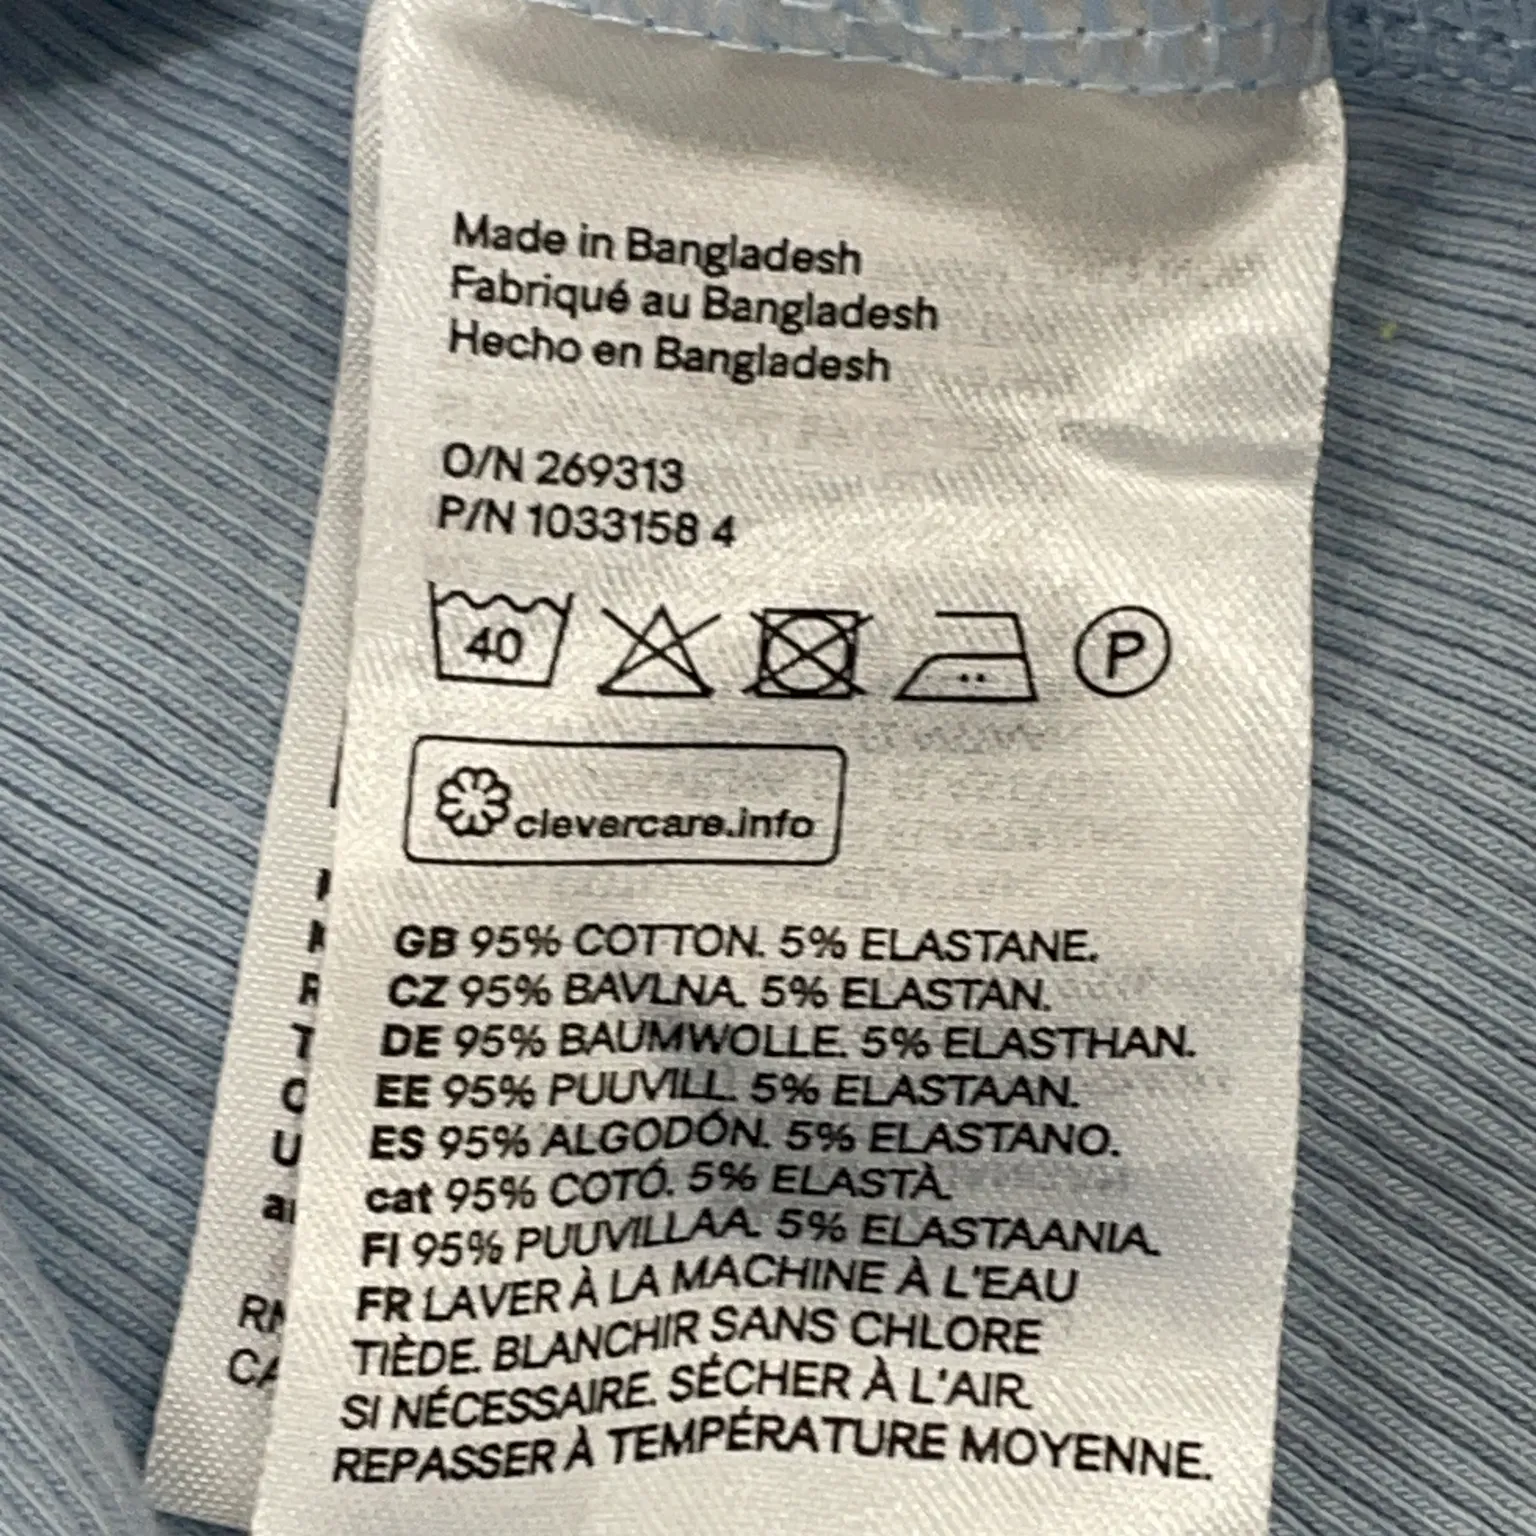 Made in Bangladesh
Fabriqué au Bangladesh
Hecho en Bangladesh
O/N 269313
P/N 1033158 4
40
P
clevercare.info
GB 95% COTTON. 5% ELASTANE.
CZ 95% BAVLNA. 5% ELASTAN.
DE 95% BAUMWOLLE. 5% ELASTHAN.
EE 95% PUUVILL. 5% ELASTAAN.
ES 95% ALGODÓN. 5% ELASTANO.
cat 95% COTÓ. 5% ELASTÀ.
FI 95% PUUVILLAA. 5% ELASTAANIA.
FR LAVER À LA MACHINE À L'EAU
TIÈDE. BLANCHIR SANS CHLORE
SI NÉCESSAIRE. SÉCHER À L'AIR.
REPASSER À TEMPÉRATURE MOYENNE.